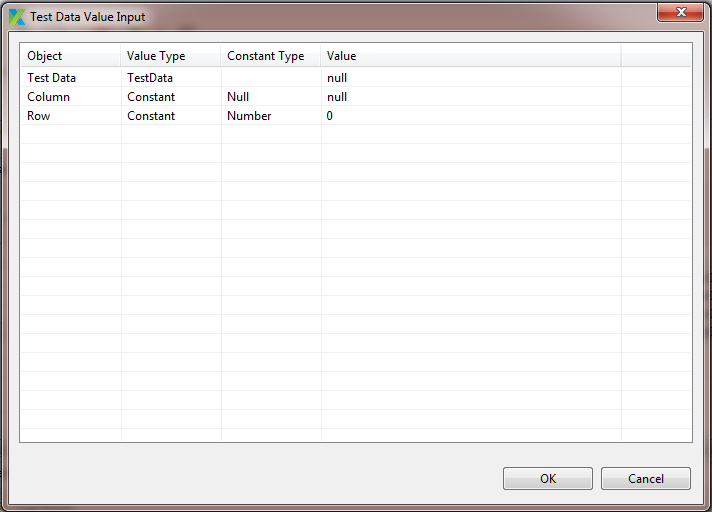 Test Data Value Input
Object Value Type Constant Type Value
Test Data TestData null
Column Constant Null null
Row Constant Number 0
OK Cancel